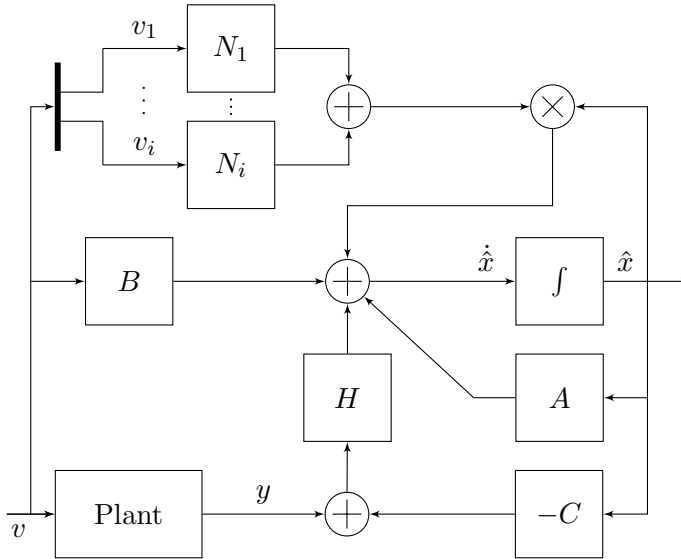 v₁
N₁
⋮
⋮
vᵢ
Nᵢ
+
×
B
+
ẋ̂
∫
x̂
H
A
v
Plant
y
+
−C